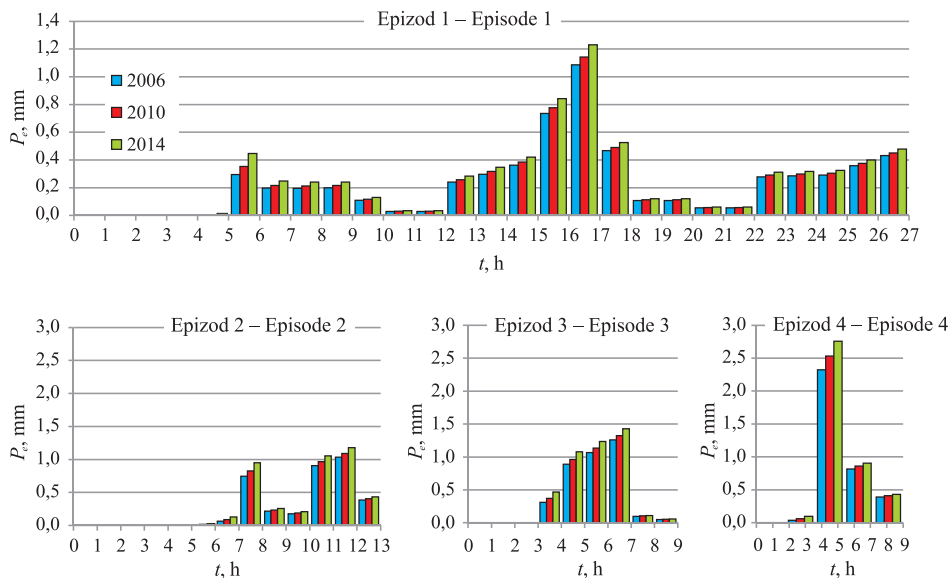 Epizod 1 – Episode 1
1,4
1,2
1,0
0,8
0,6
0,4
0,2
0,0
Pe, mm
2006
2010
2014
0 1 2 3 4 5 6 7 8 9 10 11 12 13 14 15 16 17 18 19 20 21 22 23 24 25 26 27
t, h
Epizod 2 – Episode 2
3,0
2,5
2,0
1,5
1,0
0,5
0,0
Pe, mm
0 1 2 3 4 5 6 7 8 9 10 11 12 13
t, h
Epizod 3 – Episode 3
3,0
2,5
2,0
1,5
1,0
0,5
0,0
Pe, mm
0 1 2 3 4 5 6 7 8 9
t, h
Epizod 4 – Episode 4
3,0
2,5
2,0
1,5
1,0
0,5
0,0
Pe, mm
0 1 2 3 4 5 6 7 8 9
t, h